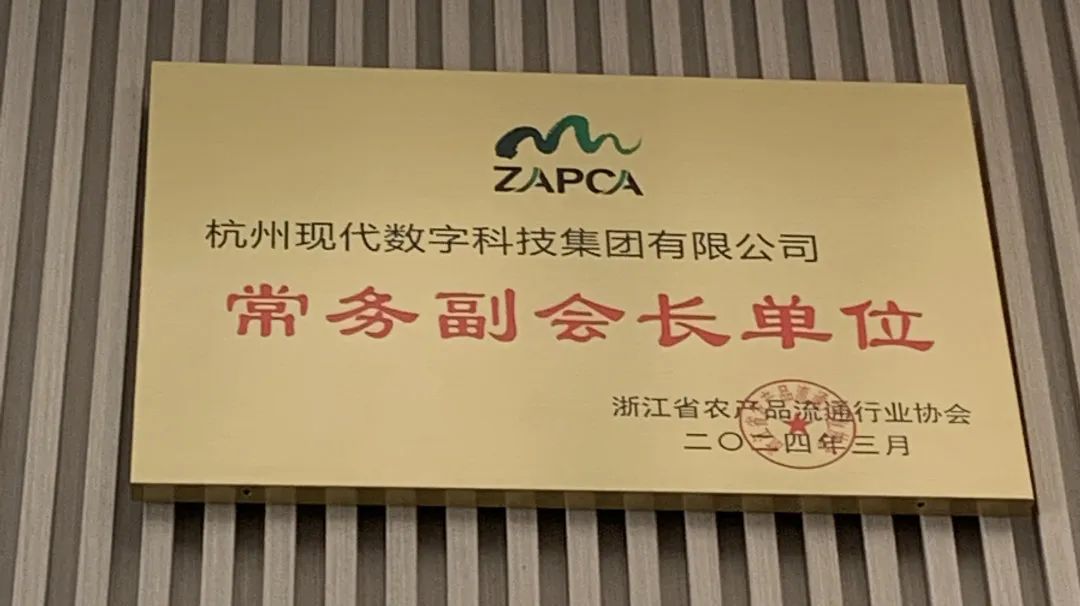 ZAPCA
杭州现代数字科技集团有限公司
常务副会长单位
浙江省农产品流通行业协会
二〇二四年三月